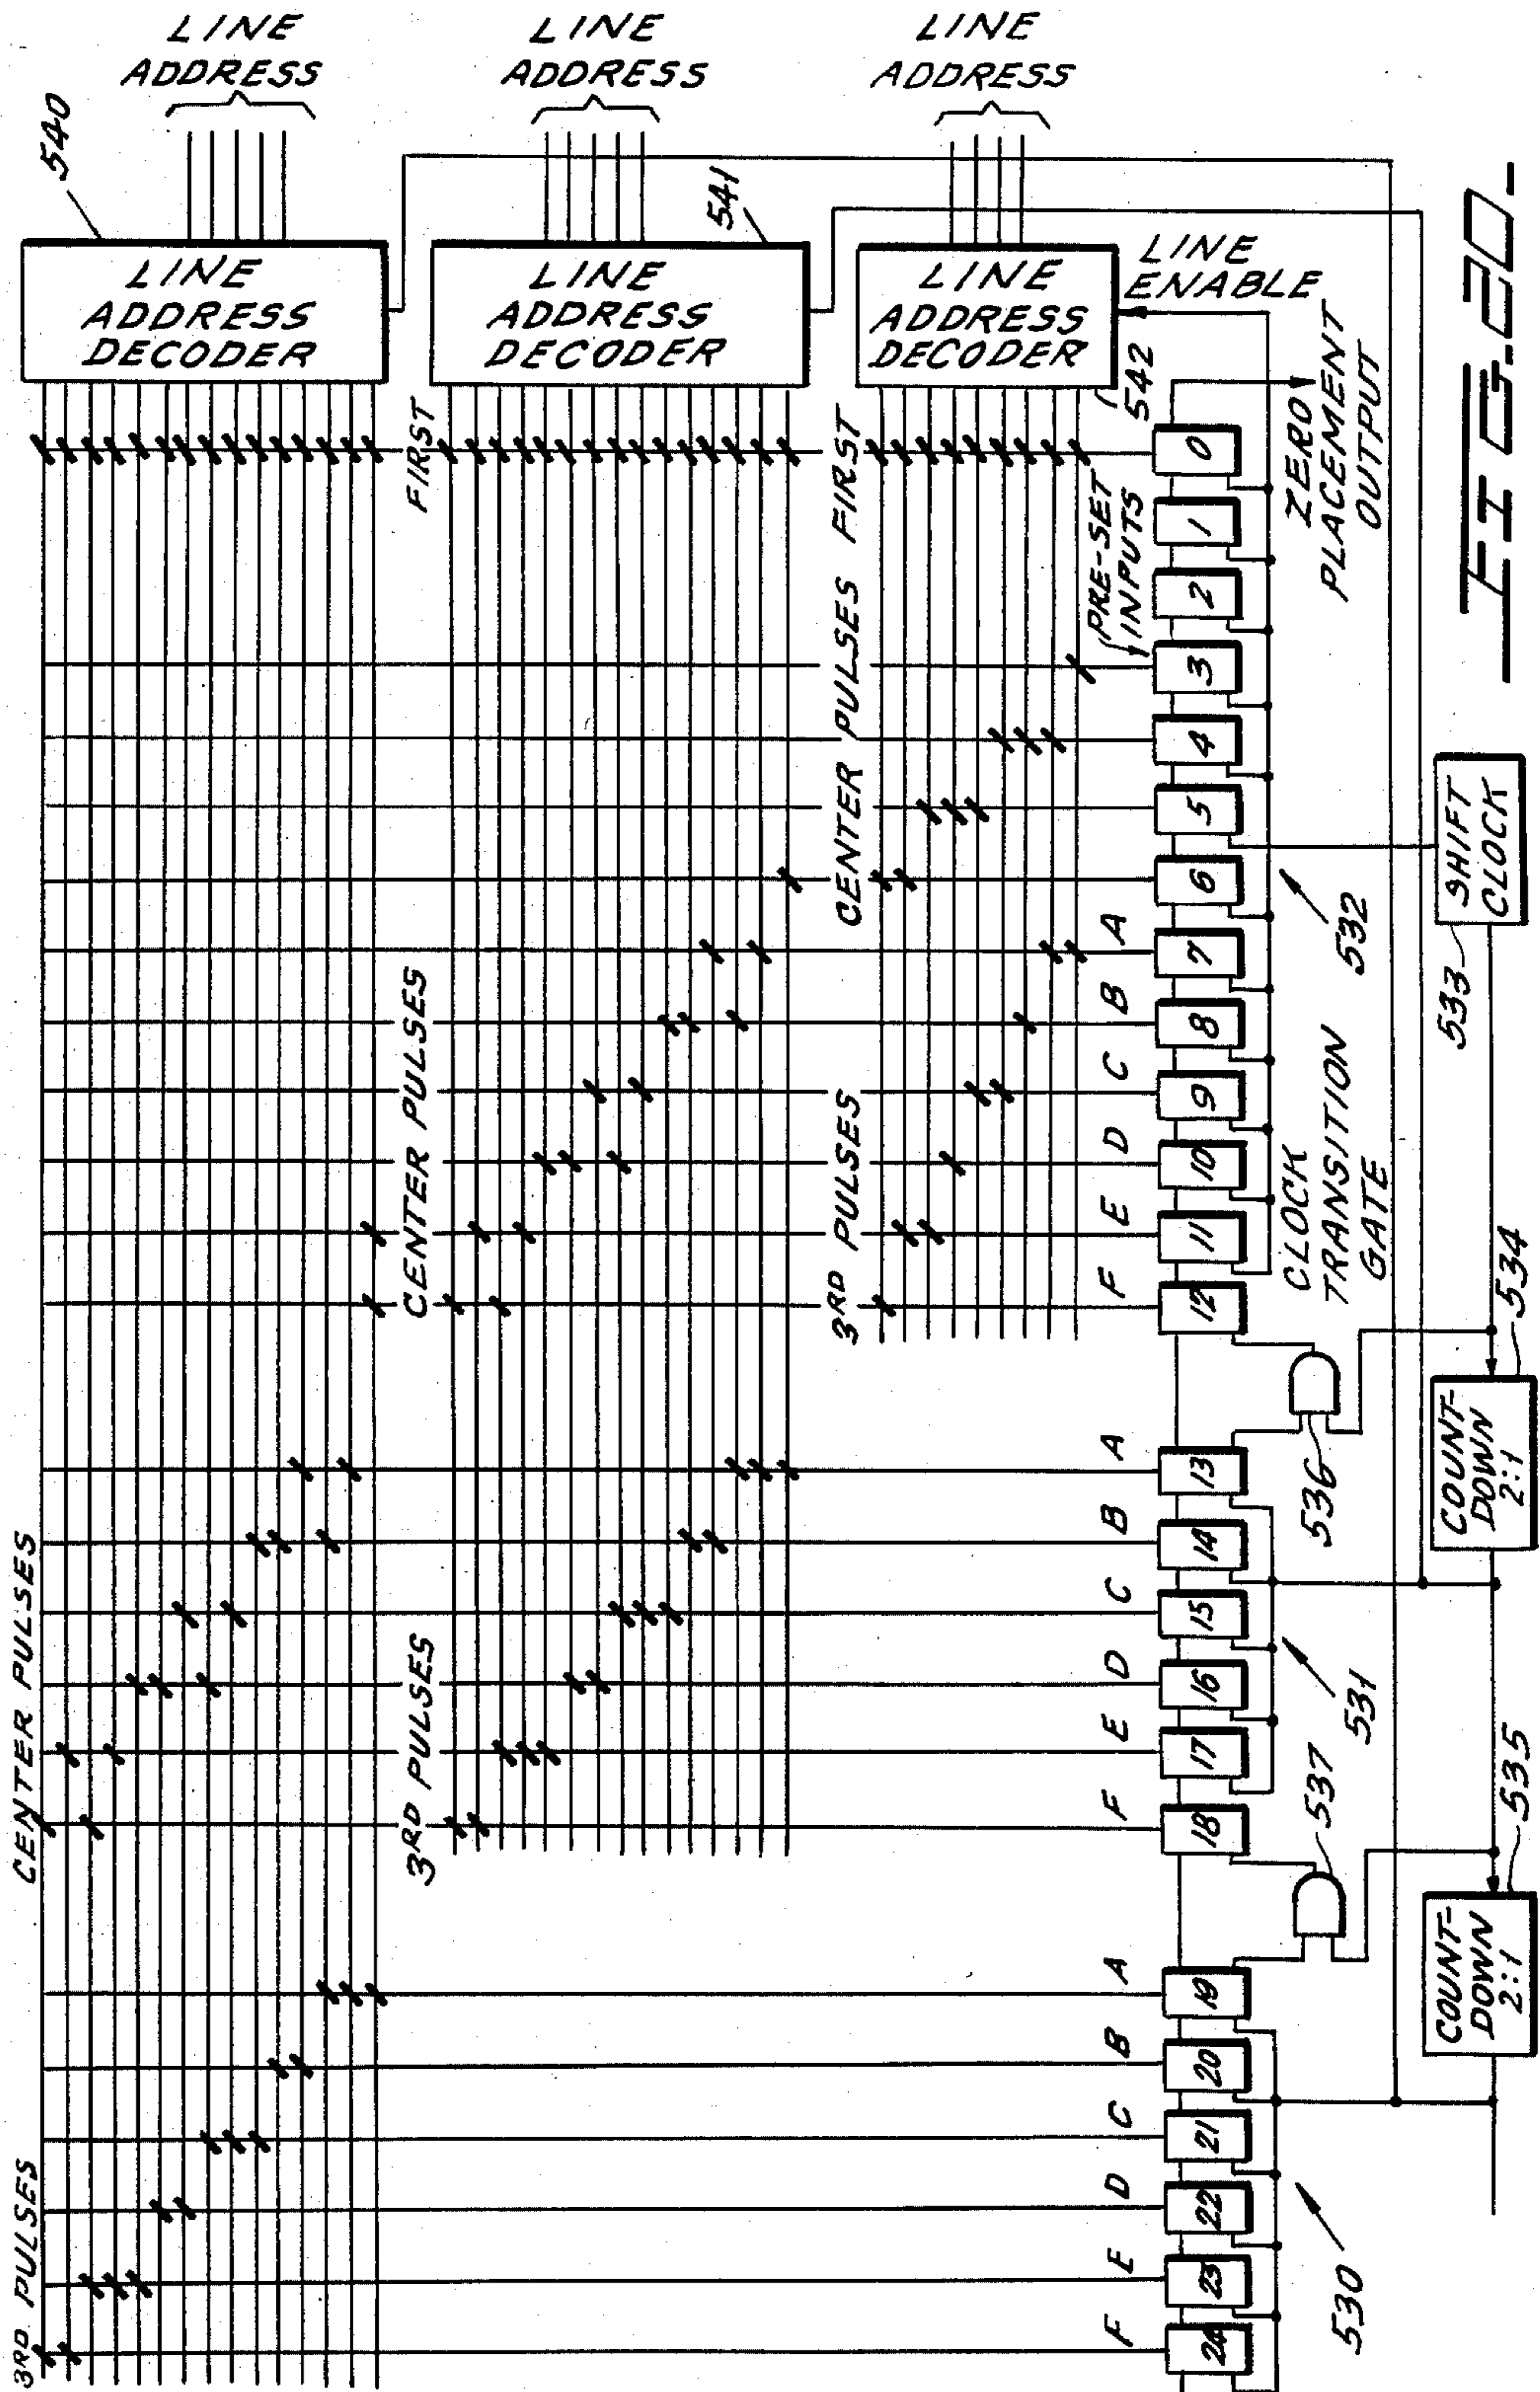 LINE
ADDRESS
LINE
ADDRESS
LINE
ADDRESS
540
541
LINE
ADDRESS
DECODER
LINE
ADDRESS
DECODER
LINE
ADDRESS
DECODER
LINE
ENABLE
542
FIRST
FIRST
ZERO
PLACEMENT
OUTPUT
PRE-SET
INPUTS
CENTER PULSES
CENTER PULSES
CENTER PULSES
3RD PULSES
3RD PULSES
3RD PULSES
0
1
2
3
4
5
6
A
7
B
8
C
9
D
10
E
11
F
12
A
13
B
14
C
15
D
16
E
17
F
18
A
19
B
20
C
21
D
22
E
23
F
24
532
531
530
SHIFT
CLOCK
533
CLOCK
TRANSITION
GATE
536
537
COUNT-
DOWN
2:1
534
COUNT-
DOWN
2:1
535
FIG. 20.